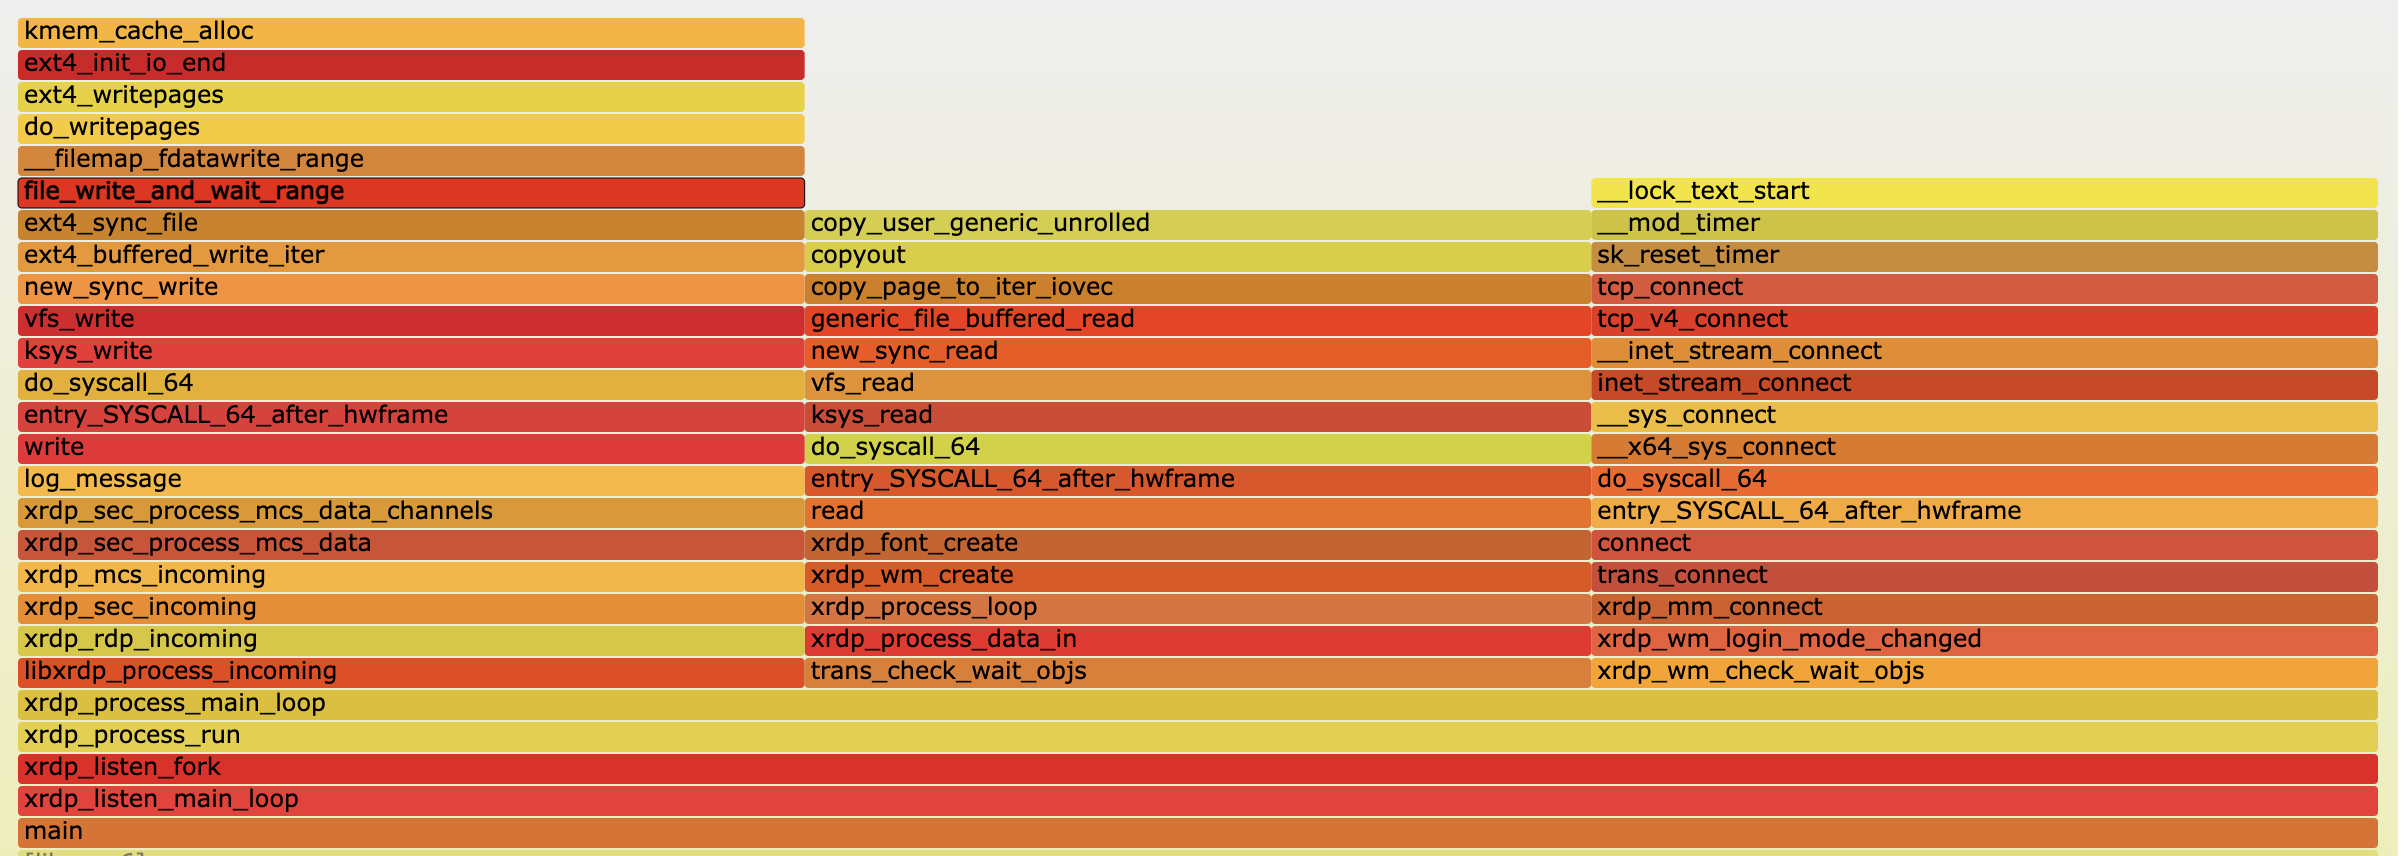 kmem_cache_alloc
ext4_init_io_end
ext4_writepages
do_writepages
__filemap_fdatawrite_range
file_write_and_wait_range __lock_text_start
ext4_sync_file copy_user_generic_unrolled __mod_timer
ext4_buffered_write_iter copyout sk_reset_timer
new_sync_write copy_page_to_iter_iovec tcp_connect
vfs_write generic_file_buffered_read tcp_v4_connect
ksys_write new_sync_read __inet_stream_connect
do_syscall_64 vfs_read inet_stream_connect
entry_SYSCALL_64_after_hwframe ksys_read __sys_connect
write do_syscall_64 __x64_sys_connect
log_message entry_SYSCALL_64_after_hwframe do_syscall_64
xrdp_sec_process_mcs_data_channels read entry_SYSCALL_64_after_hwframe
xrdp_sec_process_mcs_data xrdp_font_create connect
xrdp_mcs_incoming xrdp_wm_create trans_connect
xrdp_sec_incoming xrdp_process_loop xrdp_mm_connect
xrdp_rdp_incoming xrdp_process_data_in xrdp_wm_login_mode_changed
libxrdp_process_incoming trans_check_wait_objs xrdp_wm_check_wait_objs
xrdp_process_main_loop
xrdp_process_run
xrdp_listen_fork
xrdp_listen_main_loop
main